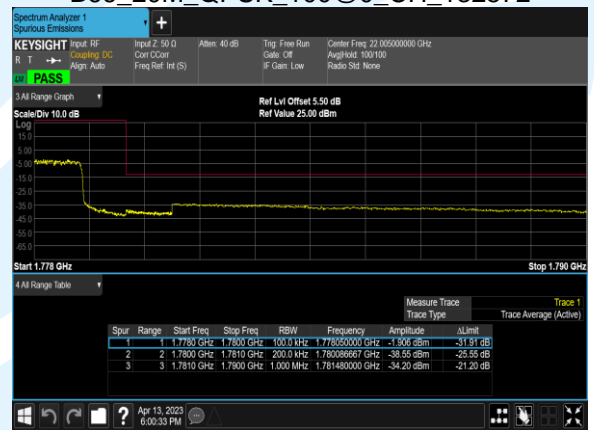 Spectrum Analyzer 1
Spurious Emissions
+
KEYSIGHT
R T
Input: RF
Coupling: DC
Align: Auto
Input Z: 50 Ω
Corr CCorr
Freq Ref: Int (S)
Atten: 40 dB
Trig: Free Run
Gate: Off
IF Gain: Low
Center Freq: 22.005000000 GHz
Avg|Hold: 100/100
Radio Std: None
PASS
3 All Range Graph
Ref Lvl Offset 5.50 dB
Scale/Div 10.0 dB
Ref Value 25.00 dBm
Log
15.0
5.00
-5.00
-15.0
-25.0
-35.0
-45.0
-55.0
-65.0
Start 1.778 GHz
Stop 1.790 GHz
4 All Range Table
Measure Trace Trace 1
Trace Type Trace Average (Active)
Spur Range Start Freq Stop Freq RBW Frequency Amplitude ΔLimit
1 1 1.7780 GHz 1.7800 GHz 100.0 kHz 1.778050000 GHz -1.906 dBm -31.91 dB
2 2 1.7800 GHz 1.7810 GHz 200.0 kHz 1.780086667 GHz -38.55 dBm -25.55 dB
3 3 1.7810 GHz 1.7900 GHz 1.000 MHz 1.781480000 GHz -34.20 dBm -21.20 dB
?
Apr 13, 2023
6:00:33 PM